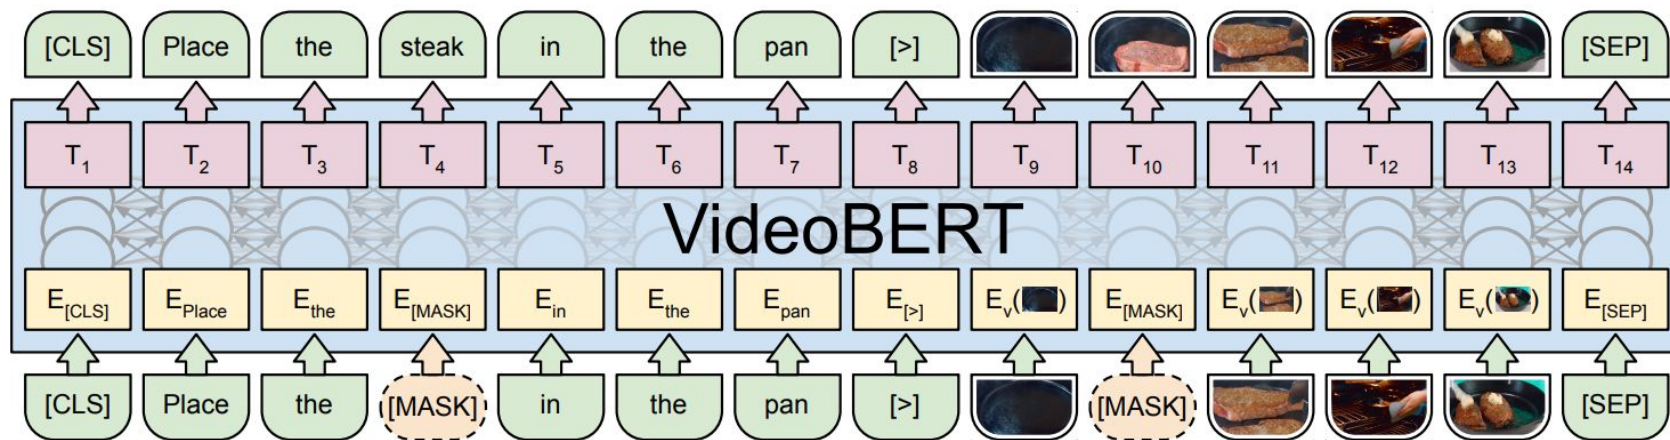 [CLS] Place the steak in the pan [>] [SEP]
T1 T2 T3 T4 T5 T6 T7 T8 T9 T10 T11 T12 T13 T14
VideoBERT
E[CLS] EPlace Ethe E[MASK] Ein Ethe Epan E[>] Ev( ) E[MASK] Ev( ) Ev( ) Ev( ) E[SEP]
[CLS] Place the [MASK] in the pan [>] [MASK] [SEP]